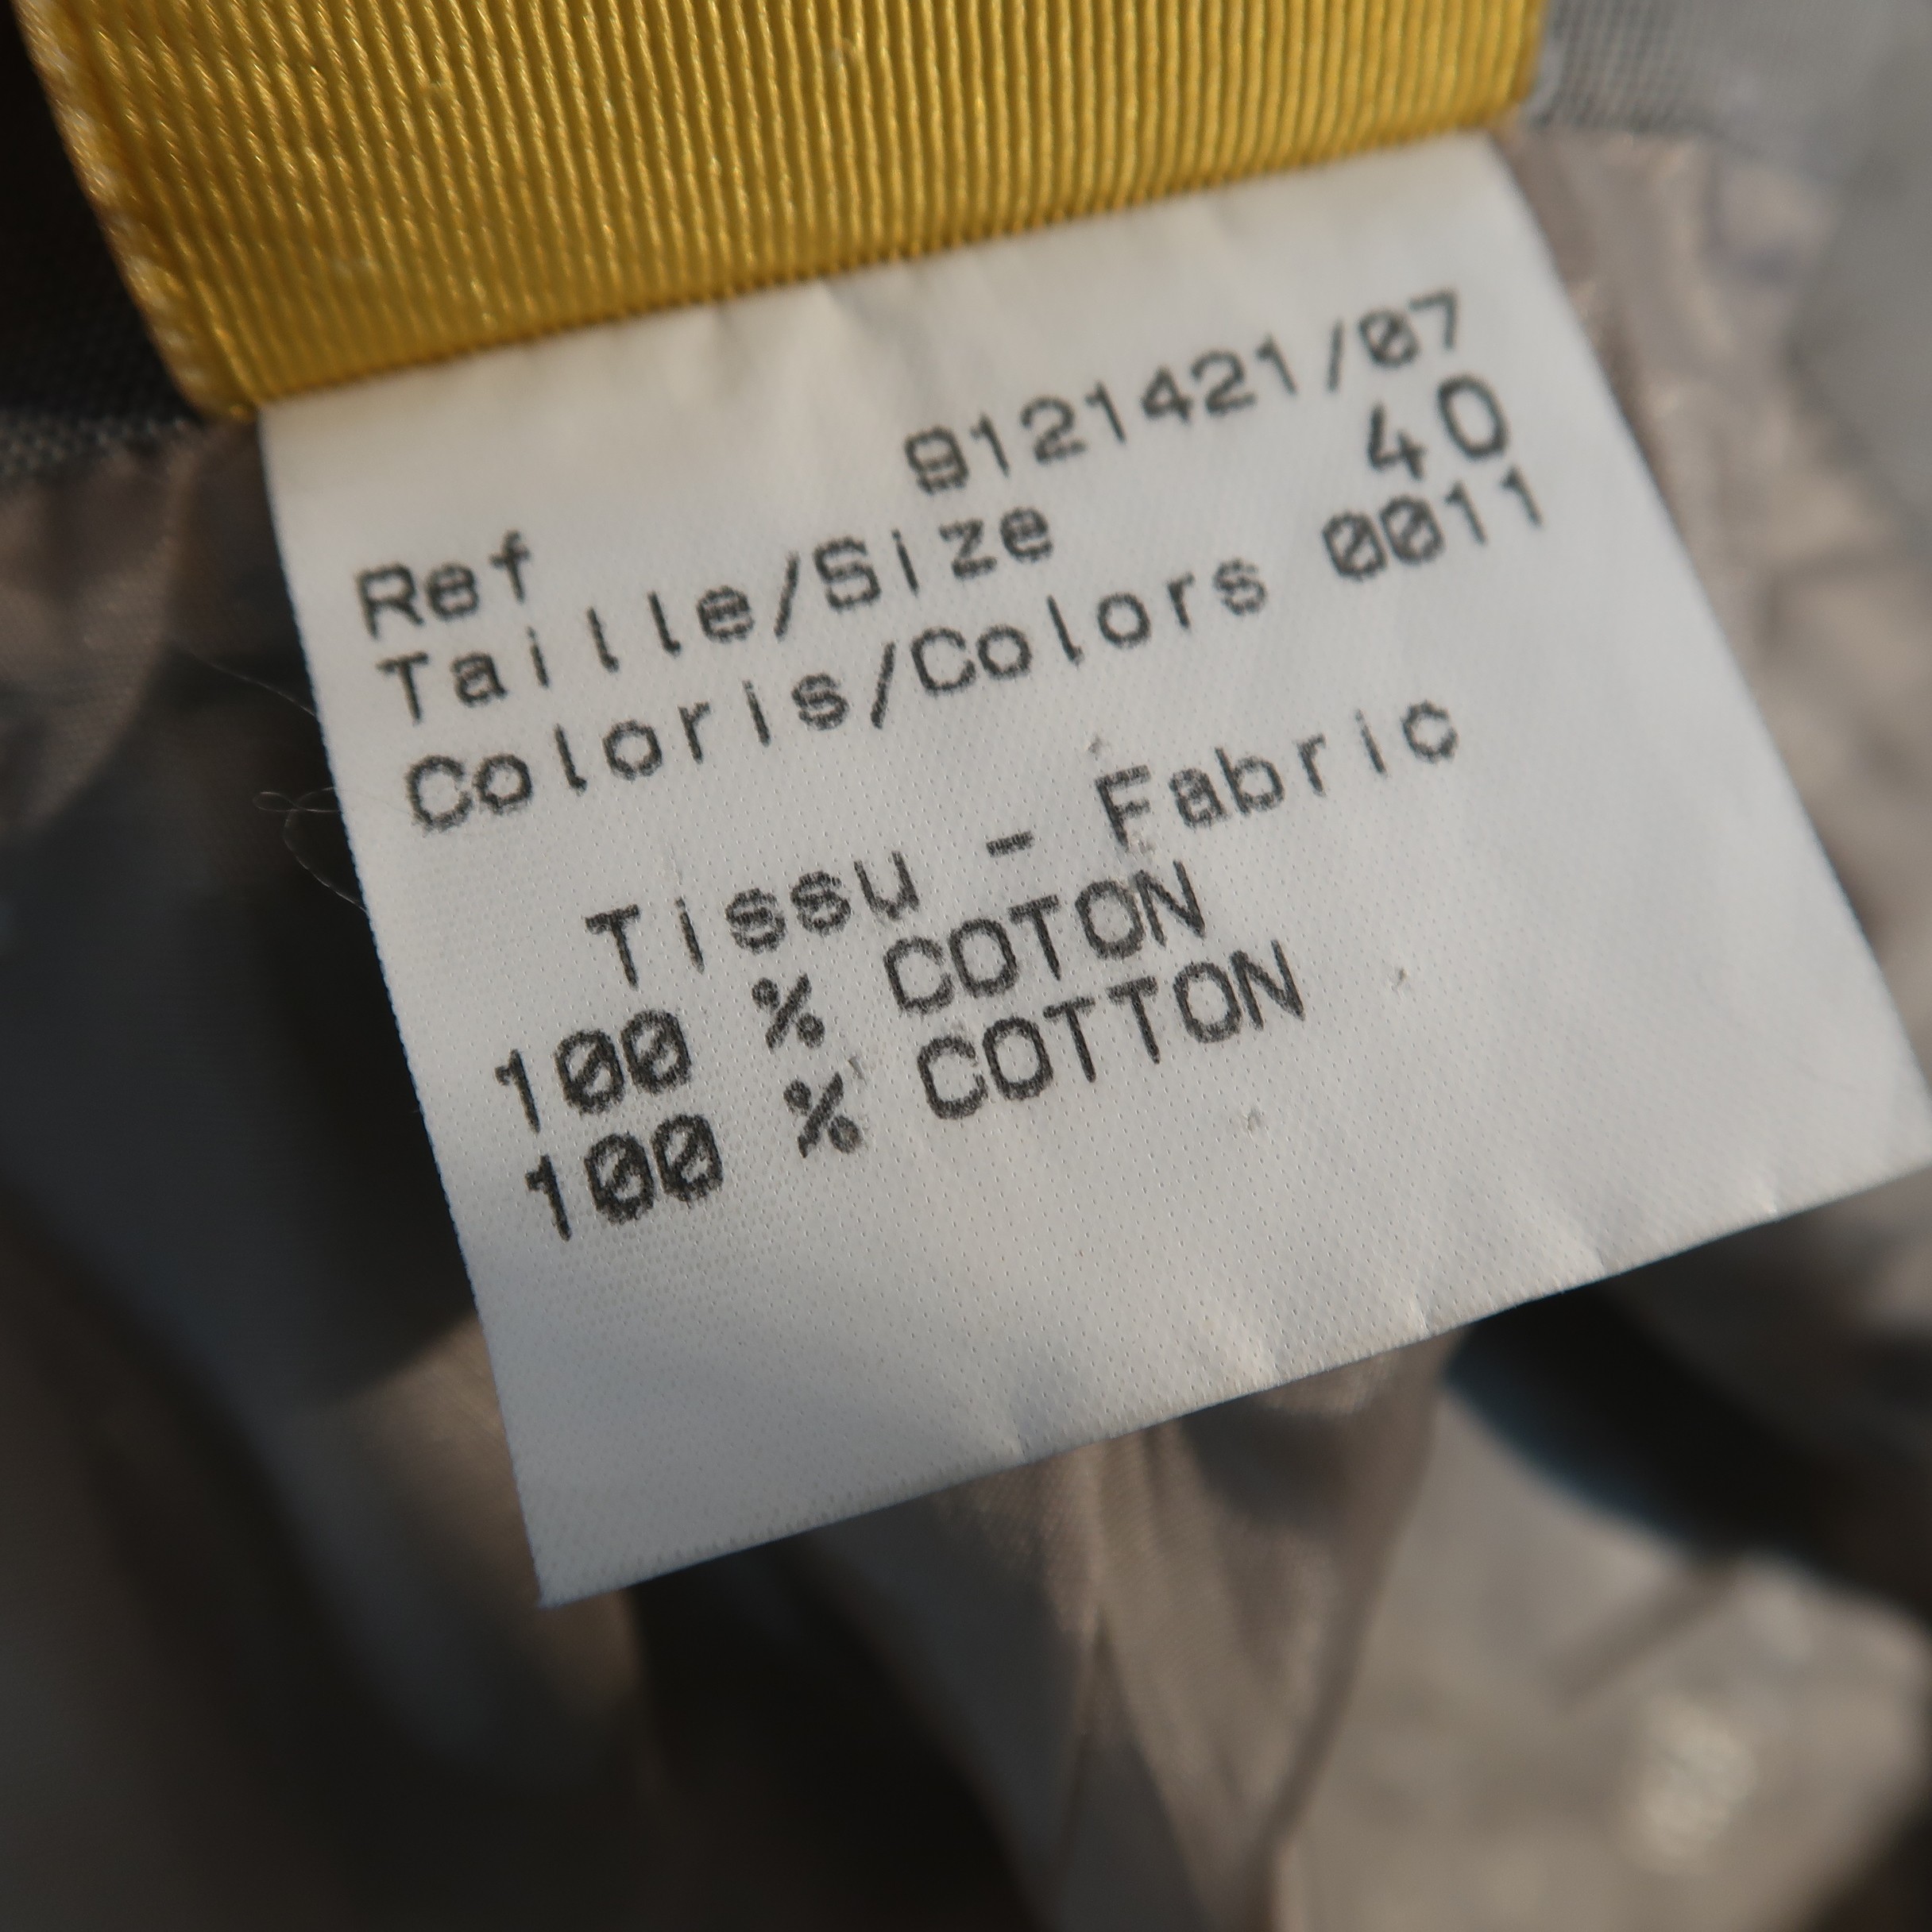 Ref 9121421/07
Taille/Size 40
Coloris/Colors 0011
Tissu - Fabric
100 % COTON
100 % COTTON